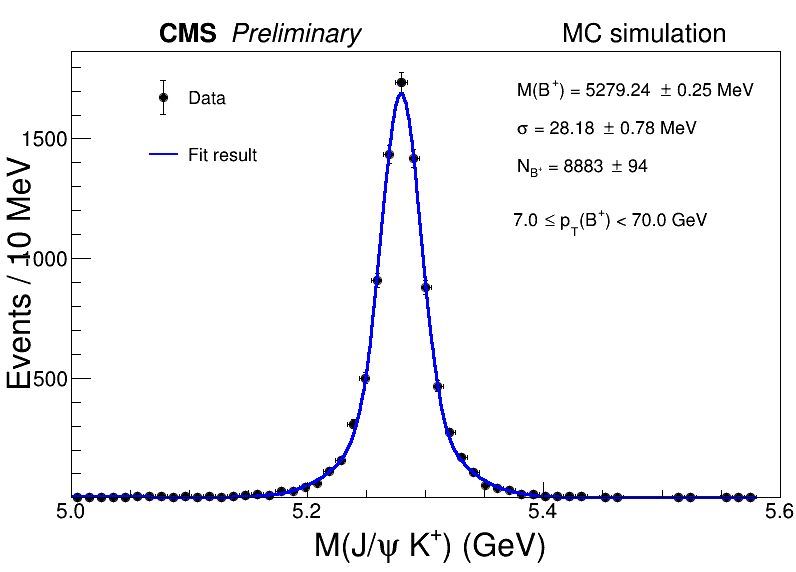 CMS Preliminary MC simulation
Data
Fit result
M(B⁺) = 5279.24 ± 0.25 MeV
σ = 28.18 ± 0.78 MeV
N_B⁺ = 8883 ± 94
7.0 ≤ p_T(B⁺) < 70.0 GeV
Events / 10 MeV
1500
1000
500
5.0 5.2 5.4 5.6
M(J/ψ K⁺) (GeV)